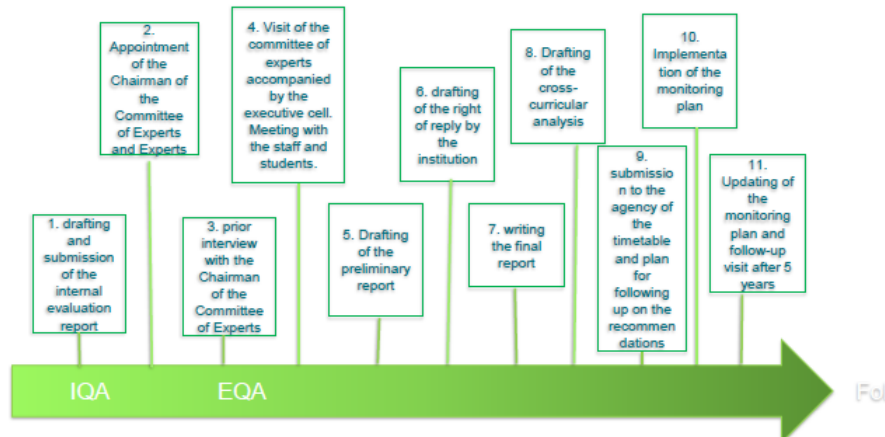 1. drafting
and
submission
of the
internal
evaluation
report
2.
Appointment
of the
Chairman of
the
Committee
of Experts
and Experts
3. prior
interview
with the
Chairman
of the
Committee
of Experts
4. Visit of the
committee of
experts
accompanied
by the
executive cell.
Meeting with
the staff and
students.
5. Drafting
of the
preliminary
report
6. drafting
of the right
of reply by
the
institution
7. writing
the final
report
8. Drafting
of the
cross-
curricular
analysis
9.
submissio
n to the
agency of
the
timetable
and plan
for
following
up on the
recommen
dations
10.
Implementa
tion of the
monitoring
plan
11.
Updating of
the
monitoring
plan and
follow-up
visit after 5
years
IQA
EQA
Fol